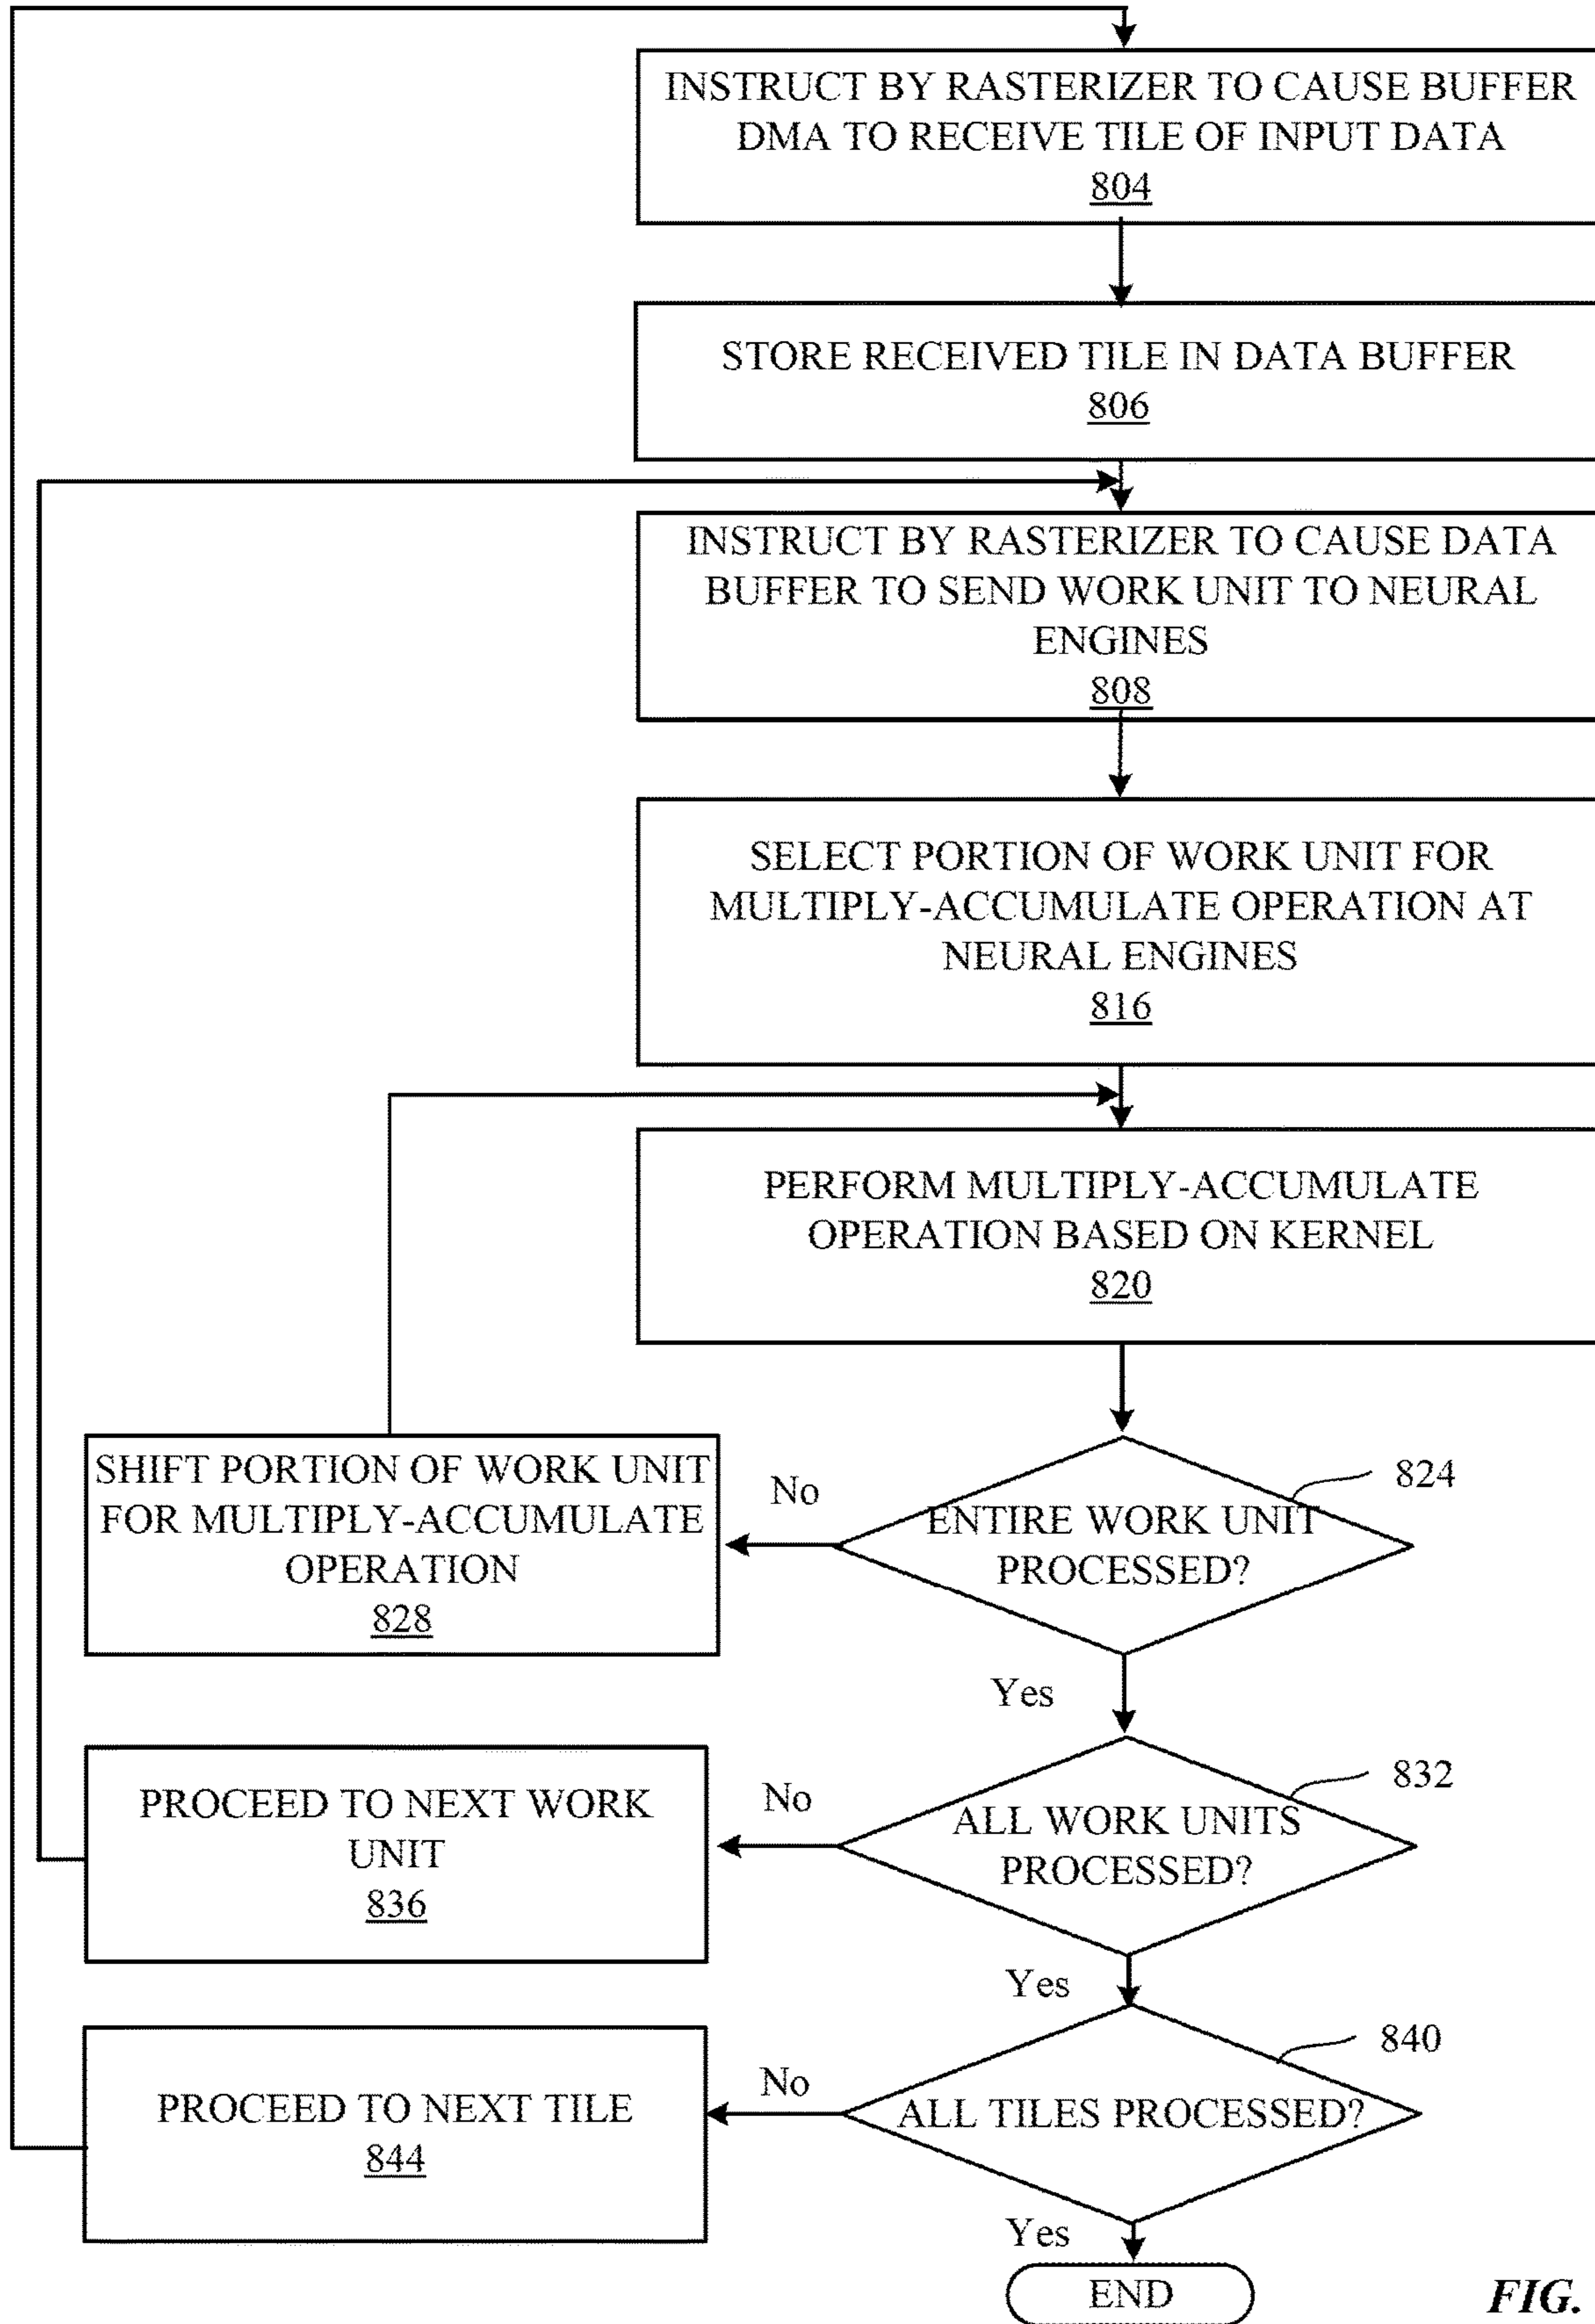 INSTRUCT BY RASTERIZER TO CAUSE BUFFER
DMA TO RECEIVE TILE OF INPUT DATA
804
STORE RECEIVED TILE IN DATA BUFFER
806
INSTRUCT BY RASTERIZER TO CAUSE DATA
BUFFER TO SEND WORK UNIT TO NEURAL
ENGINES
808
SELECT PORTION OF WORK UNIT FOR
MULTIPLY-ACCUMULATE OPERATION AT
NEURAL ENGINES
816
PERFORM MULTIPLY-ACCUMULATE
OPERATION BASED ON KERNEL
820
824
ENTIRE WORK UNIT
PROCESSED?
No
SHIFT PORTION OF WORK UNIT
FOR MULTIPLY-ACCUMULATE
OPERATION
828
Yes
832
ALL WORK UNITS
PROCESSED?
No
PROCEED TO NEXT WORK
UNIT
836
Yes
840
ALL TILES PROCESSED?
No
PROCEED TO NEXT TILE
844
Yes
END
FIG.